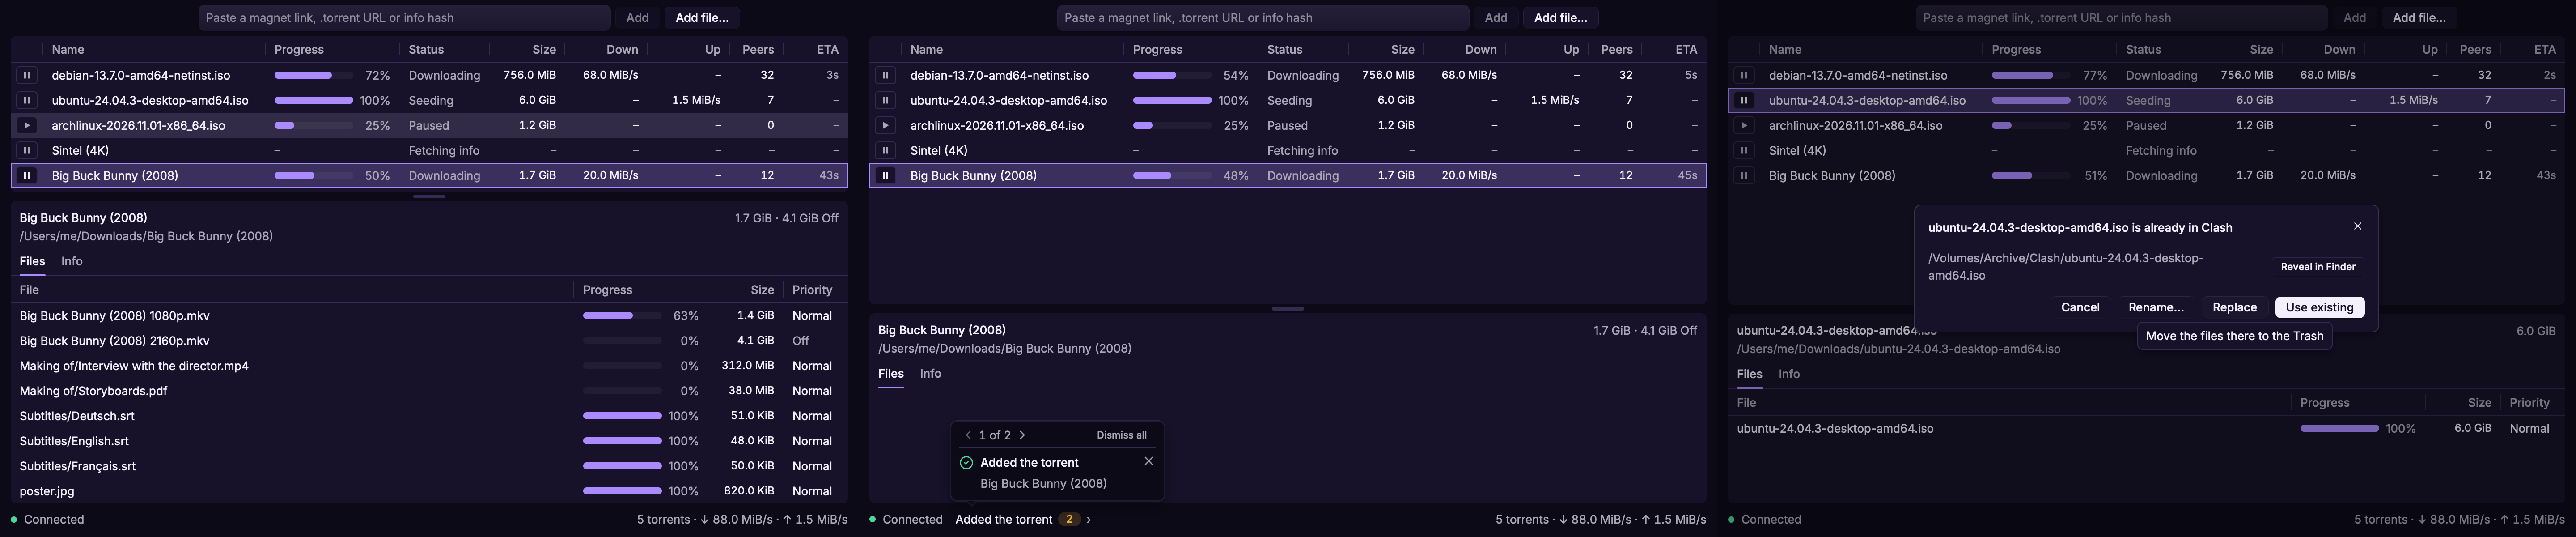 Paste a magnet link, .torrent URL or info hash Add Add file...
Name Progress Status Size Down Up Peers ETA
debian-13.7.0-amd64-netinst.iso 72% Downloading 756.0 MiB 68.0 MiB/s – 32 3s
ubuntu-24.04.3-desktop-amd64.iso 100% Seeding 6.0 GiB – 1.5 MiB/s 7 –
archlinux-2026.11.01-x86_64.iso 25% Paused 1.2 GiB – – 0 –
Sintel (4K) – Fetching info – – – – –
Big Buck Bunny (2008) 50% Downloading 1.7 GiB 20.0 MiB/s – 12 43s
Big Buck Bunny (2008) 1.7 GiB · 4.1 GiB Off
/Users/me/Downloads/Big Buck Bunny (2008)
Files Info
File Progress Size Priority
Big Buck Bunny (2008) 1080p.mkv 63% 1.4 GiB Normal
Big Buck Bunny (2008) 2160p.mkv 0% 4.1 GiB Off
Making of/Interview with the director.mp4 0% 312.0 MiB Normal
Making of/Storyboards.pdf 0% 38.0 MiB Normal
Subtitles/Deutsch.srt 100% 51.0 KiB Normal
Subtitles/English.srt 100% 48.0 KiB Normal
Subtitles/Français.srt 100% 50.0 KiB Normal
poster.jpg 100% 820.0 KiB Normal
Connected 5 torrents · ↓ 88.0 MiB/s · ↑ 1.5 MiB/s
Paste a magnet link, .torrent URL or info hash Add Add file...
Name Progress Status Size Down Up Peers ETA
debian-13.7.0-amd64-netinst.iso 54% Downloading 756.0 MiB 68.0 MiB/s – 32 5s
ubuntu-24.04.3-desktop-amd64.iso 100% Seeding 6.0 GiB – 1.5 MiB/s 7 –
archlinux-2026.11.01-x86_64.iso 25% Paused 1.2 GiB – – 0 –
Sintel (4K) – Fetching info – – – – –
Big Buck Bunny (2008) 48% Downloading 1.7 GiB 20.0 MiB/s – 12 45s
Big Buck Bunny (2008) 1.7 GiB · 4.1 GiB Off
/Users/me/Downloads/Big Buck Bunny (2008)
Files Info
1 of 2 Dismiss all
Added the torrent
Big Buck Bunny (2008)
Connected Added the torrent 2 › 5 torrents · ↓ 88.0 MiB/s · ↑ 1.5 MiB/s
Paste a magnet link, .torrent URL or info hash Add Add file...
Name Progress Status Size Down Up Peers ETA
debian-13.7.0-amd64-netinst.iso 77% Downloading 756.0 MiB 68.0 MiB/s – 32 2s
ubuntu-24.04.3-desktop-amd64.iso 100% Seeding 6.0 GiB – 1.5 MiB/s 7 –
archlinux-2026.11.01-x86_64.iso 25% Paused 1.2 GiB – – 0 –
Sintel (4K) – Fetching info – – – – –
Big Buck Bunny (2008) 51% Downloading 1.7 GiB 20.0 MiB/s – 12 43s
ubuntu-24.04.3-desktop-amd64.iso is already in Clash
/Volumes/Archive/Clash/ubuntu-24.04.3-desktop-
amd64.iso
Reveal in Finder
Cancel Rename... Replace Use existing
Move the files there to the Trash
ubuntu-24.04.3-desktop-amd64.iso 6.0 GiB
/Users/me/Downloads/ubuntu-24.04.3-desktop-amd64.iso
Files Info
File Progress Size Priority
ubuntu-24.04.3-desktop-amd64.iso 100% 6.0 GiB Normal
Connected 5 torrents · ↓ 88.0 MiB/s · ↑ 1.5 MiB/s